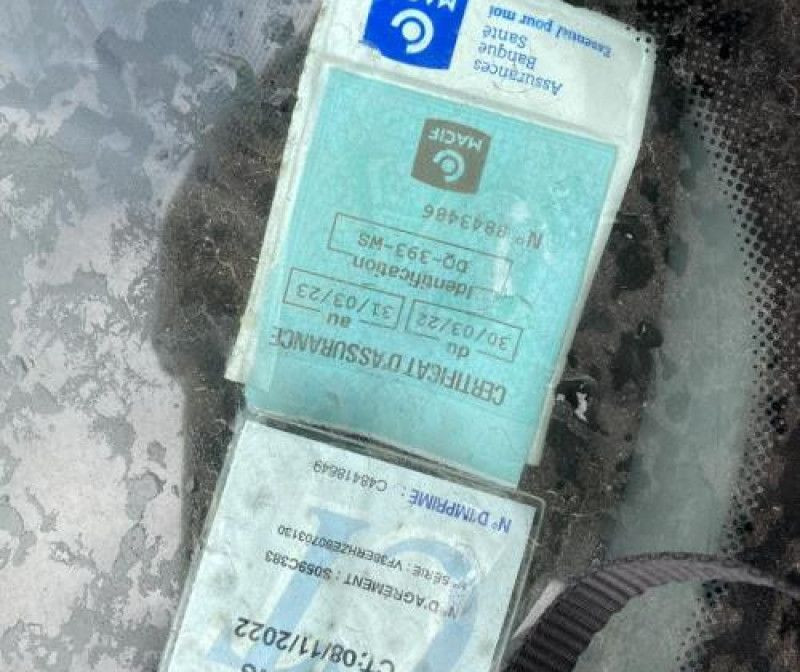 CT:08/11/2022
N° D'AGRÉMENT : S059C383
N° SÉRIE : VF36ERHZE80703130
N° D'IMPRIMÉ : C48418649
CERTIFICAT D'ASSURANCE
du au
30/03/22 31/03/23
Identification
DQ-393-WS
N° 8843486
MACIF
Assurances
Banque
Santé
Essentiel pour moi